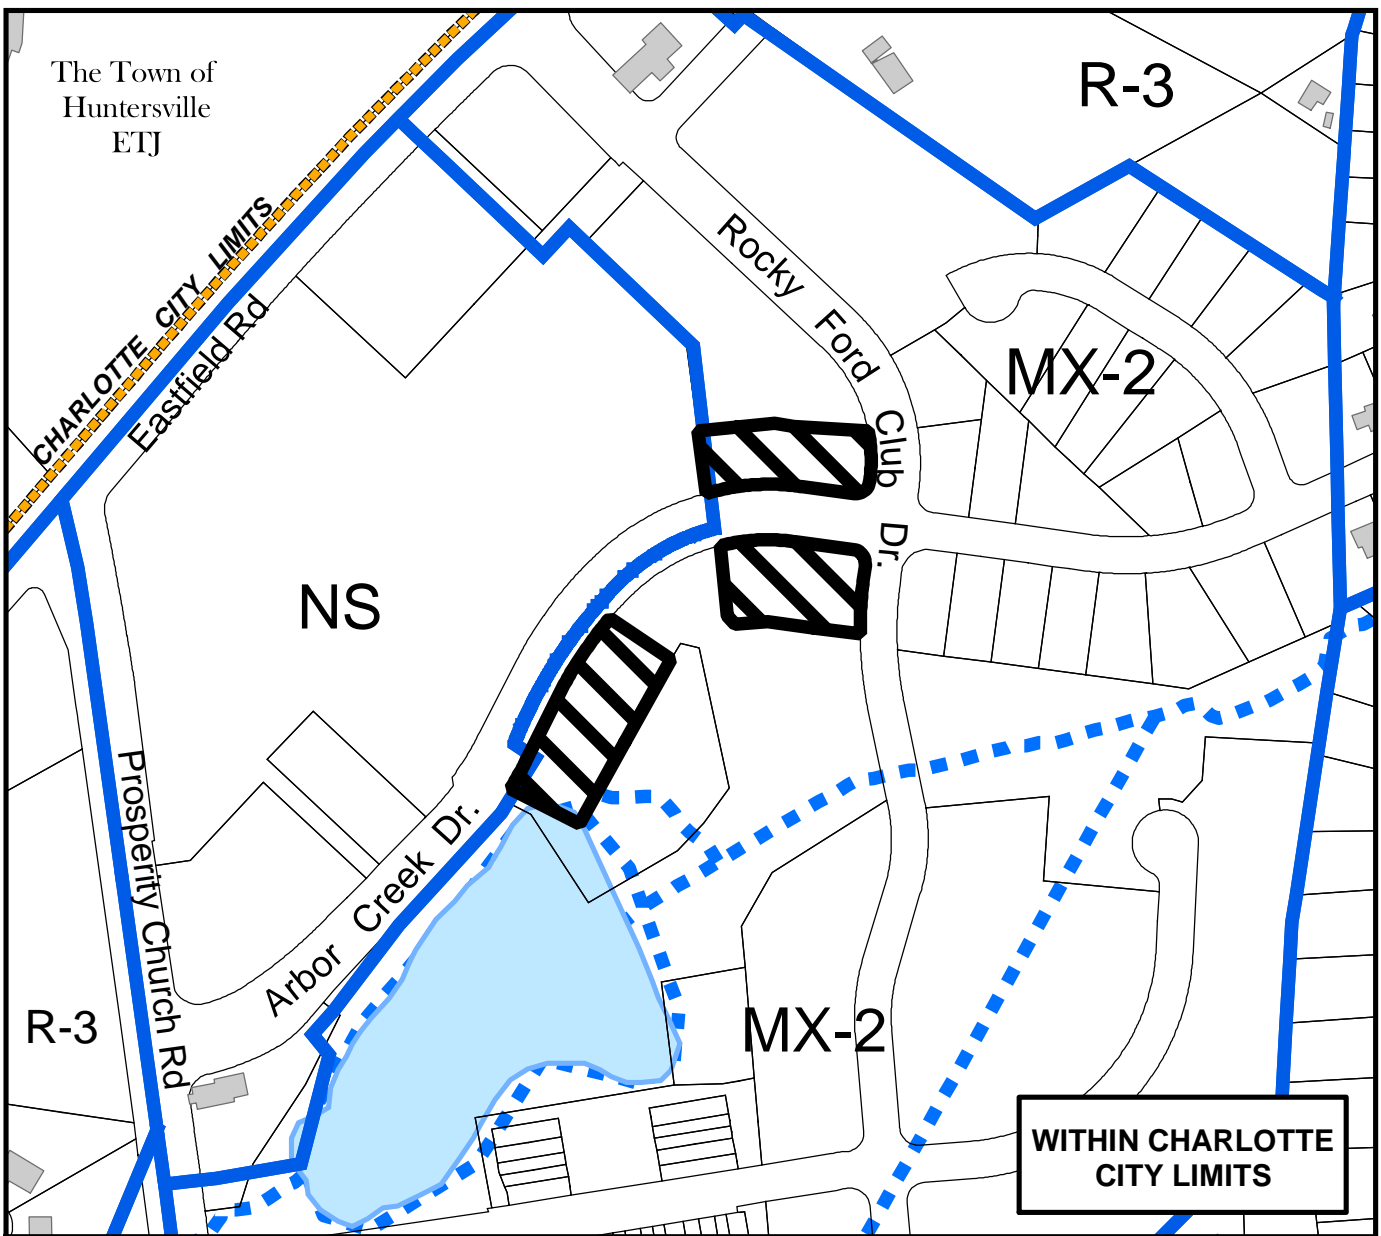 The Town of
Huntersville
ETJ
R-3
CHARLOTTE CITY LIMITS
Eastfield Rd
Rocky Ford Club Dr.
MX-2
NS
Prosperity Church Rd
Arbor Creek Dr.
R-3
MX-2
WITHIN CHARLOTTE
CITY LIMITS